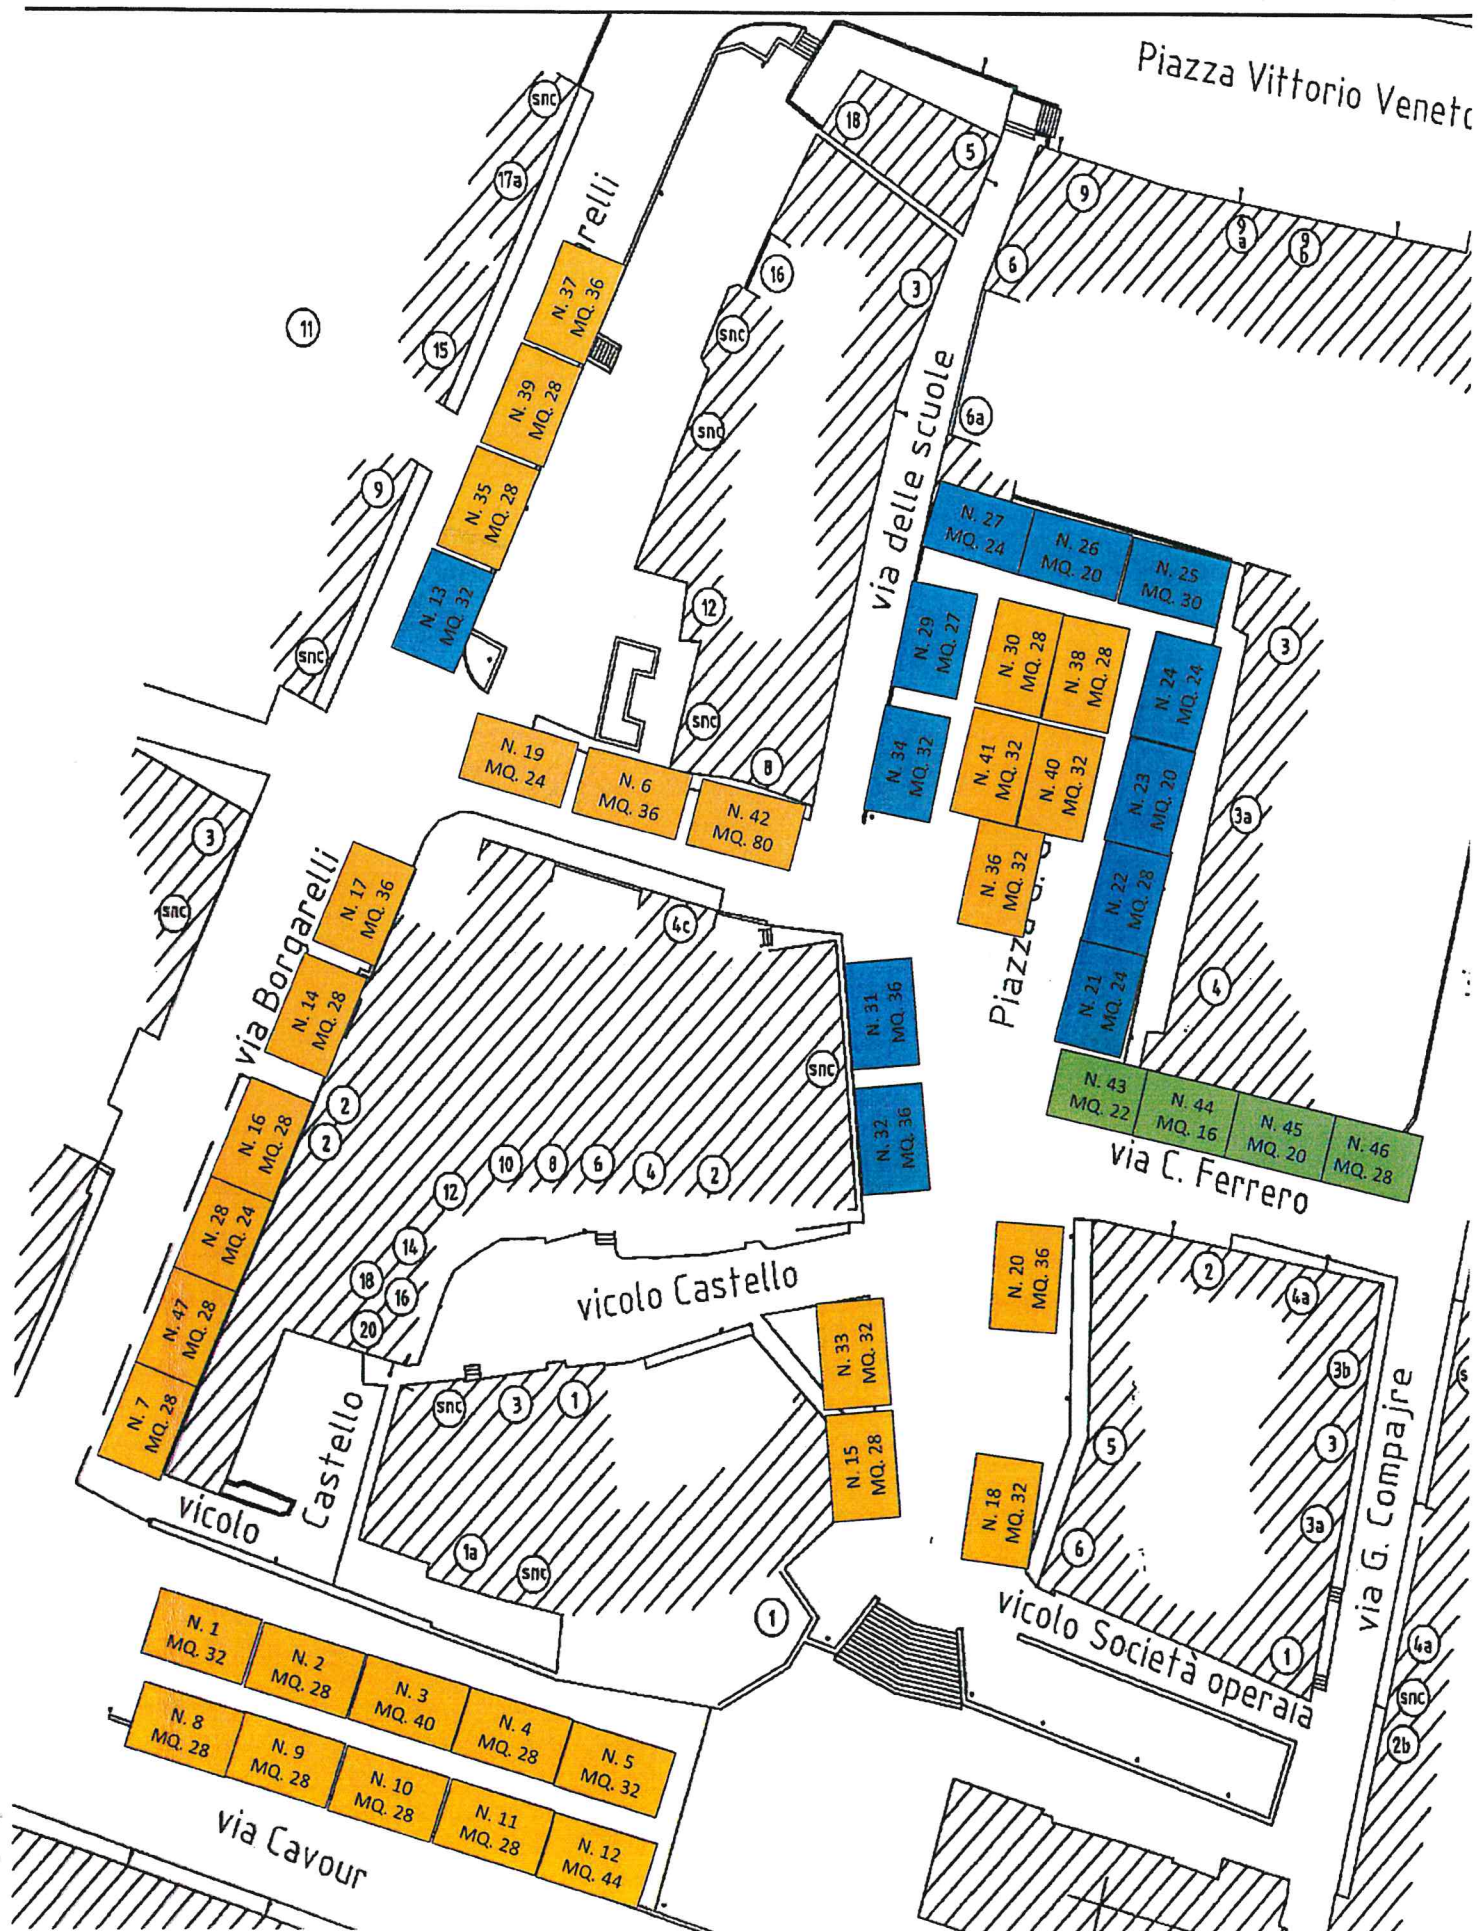 Piazza Vittorio Veneto
snc
18
5
17a
9
9
a
9
b
relli
6
16
3
N. 37
MQ. 36
11
snc
15
N. 39
MQ. 28
via delle scuole
6a
snc
9
N. 35
MQ. 28
N. 27
MQ. 24
N. 26
MQ. 20
N. 25
MQ. 30
N. 13
MQ. 32
12
N. 29
MQ. 27
N. 30
MQ. 28
N. 38
MQ. 28
3
snc
N. 24
MQ. 24
snc
N. 19
MQ. 24
N. 6
MQ. 36
8
N. 42
MQ. 80
N. 34
MQ. 32
N. 41
MQ. 32
N. 40
MQ. 32
N. 23
MQ. 20
3a
3
snc
N. 17
MQ. 36
via Borgarelli
N. 36
MQ. 32
Piazza
N. 22
MQ. 28
4c
N. 14
MQ. 28
N. 31
MQ. 36
N. 21
MQ. 24
4
snc
N. 16
MQ. 28
2
2
N. 32
MQ. 36
N. 43
MQ. 22
N. 44
MQ. 16
N. 45
MQ. 20
N. 46
MQ. 28
via C. Ferrero
10
8
6
4
2
12
N. 28
MQ. 24
14
18
16
20
vicolo Castello
N. 20
MQ. 36
2
4a
N. 47
MQ. 28
N. 33
MQ. 32
3b
via G. Compajre
N. 7
MQ. 28
Castello
snc
3
1
N. 15
MQ. 28
5
3
vicolo
N. 18
MQ. 32
3a
6
1a
snc
1
vicolo Società operaia
1
4a
snc
2b
N. 1
MQ. 32
N. 2
MQ. 28
N. 3
MQ. 40
N. 4
MQ. 28
N. 5
MQ. 32
N. 8
MQ. 28
N. 9
MQ. 28
N. 10
MQ. 28
N. 11
MQ. 28
N. 12
MQ. 44
via Cavour